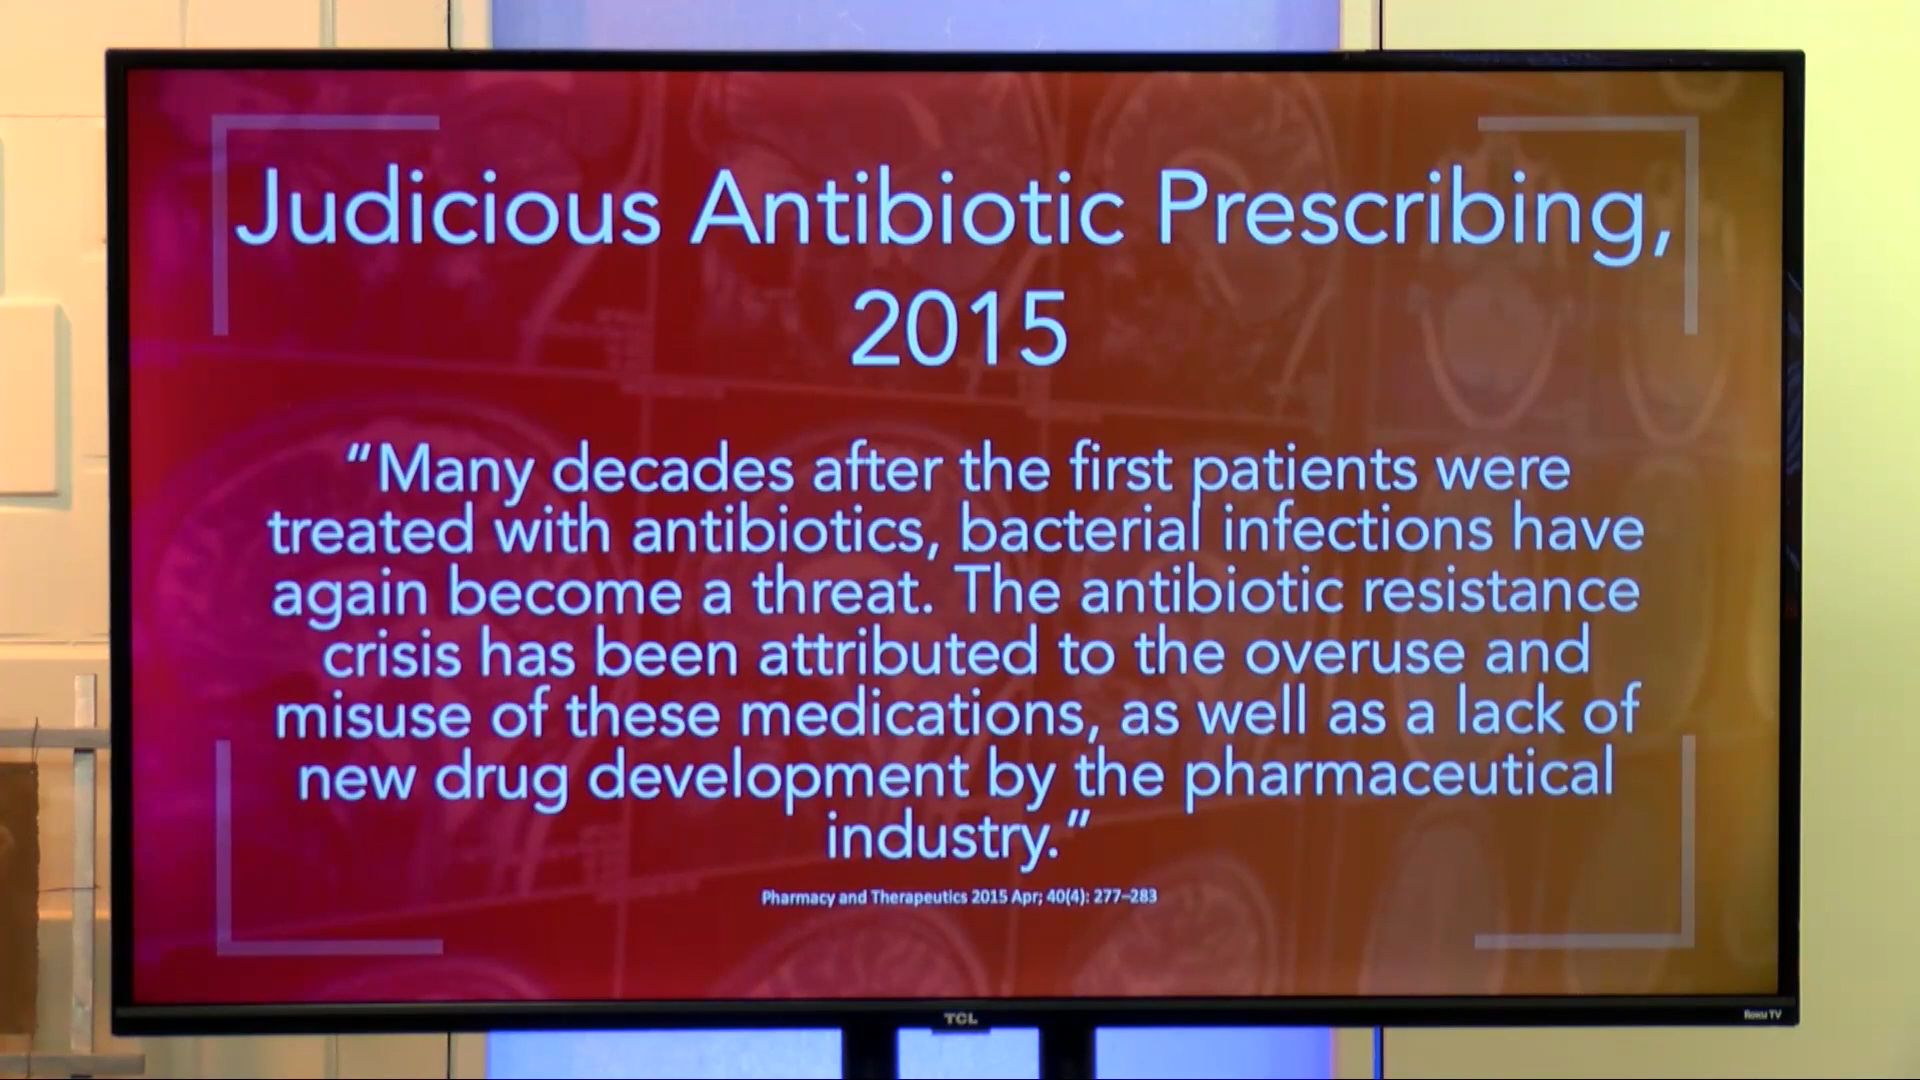 Judicious Antibiotic Prescribing,
2015
“Many decades after the first patients were
treated with antibiotics, bacterial infections have
again become a threat. The antibiotic resistance
crisis has been attributed to the overuse and
misuse of these medications, as well as a lack of
new drug development by the pharmaceutical
industry.”
Pharmacy and Therapeutics 2015 Apr; 40(4): 277–283
TCL
Roku TV